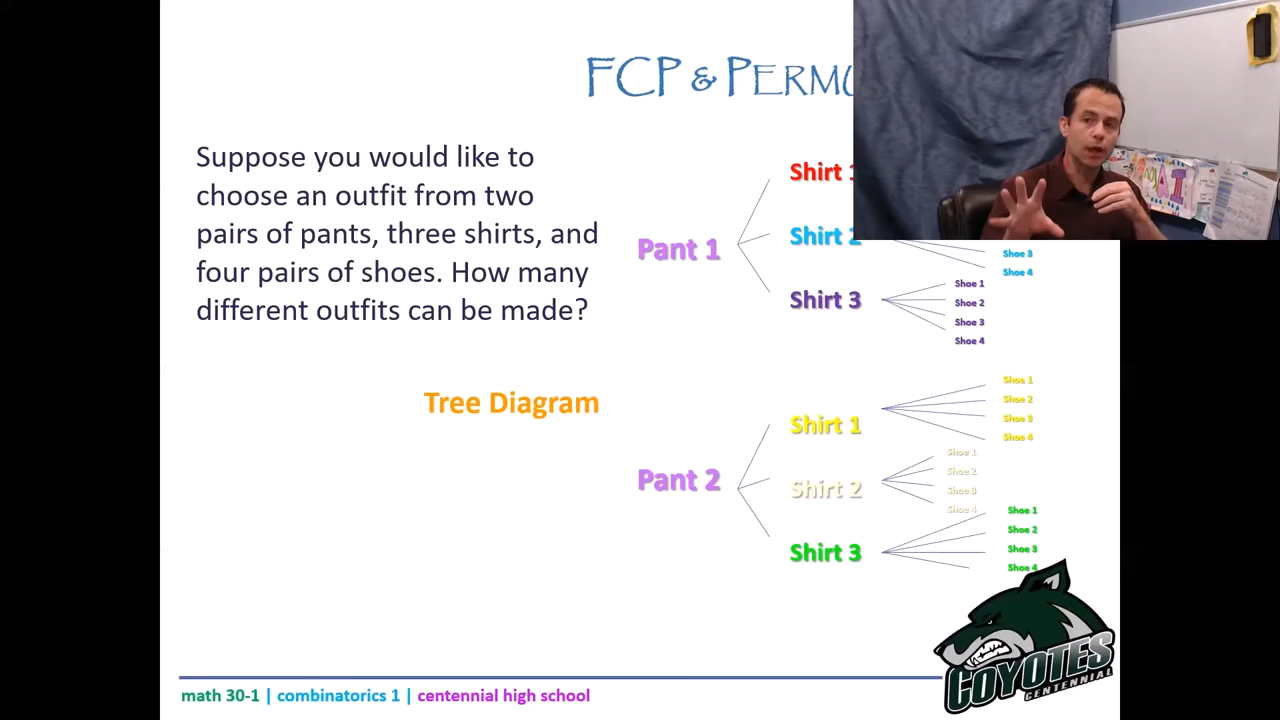 FCP & PERMU
Suppose you would like to
choose an outfit from two
pairs of pants, three shirts, and
four pairs of shoes. How many
different outfits can be made?
Tree Diagram
Pant 1
Shirt 1
Shirt 2
Shoe 3
Shoe 4
Shirt 3
Shoe 1
Shoe 2
Shoe 3
Shoe 4
Pant 2
Shirt 1
Shoe 1
Shoe 2
Shoe 3
Shoe 4
Shirt 2
Shoe 1
Shoe 2
Shoe 3
Shoe 4
Shirt 3
Shoe 1
Shoe 2
Shoe 3
Shoe 4
COYOTES
CENTENNIAL
math 30-1 | combinatorics 1 | centennial high school